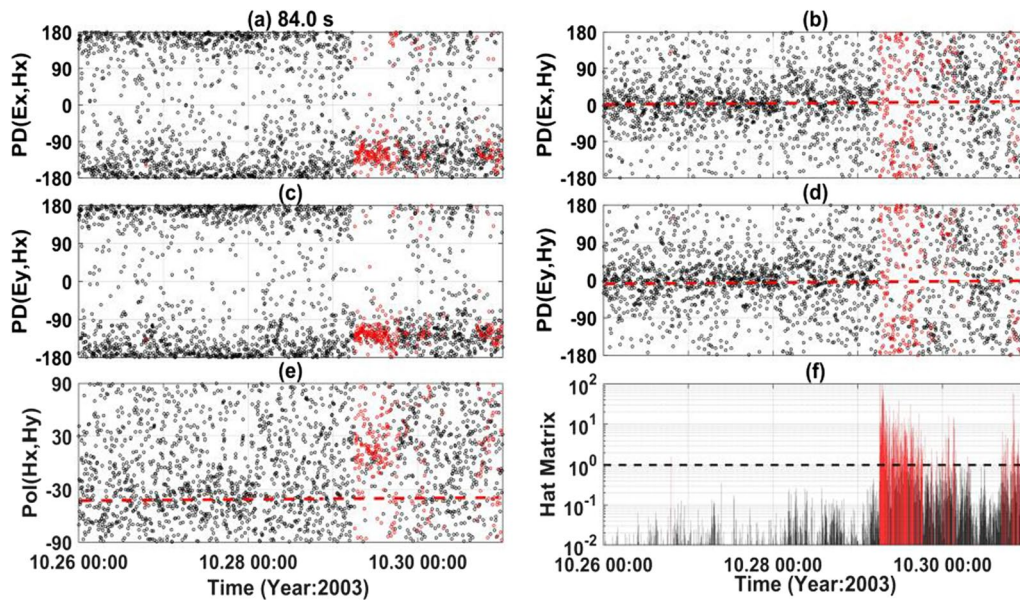 (a) 84.0 s
(b)
180
90
0
-90
-180
PD(Ex,Hx)
180
90
0
-90
-180
PD(Ex,Hy)
(c)
(d)
180
90
0
-90
-180
PD(Ey,Hx)
180
90
0
-90
-180
PD(Ey,Hy)
(e)
(f)
90
30
-30
-90
Pol(Hx,Hy)
10^2
10^1
10^0
10^-1
10^-2
Hat Matrix
10.26 00:00 10.28 00:00 10.30 00:00
10.26 00:00 10.28 00:00 10.30 00:00
Time (Year:2003)
Time (Year:2003)